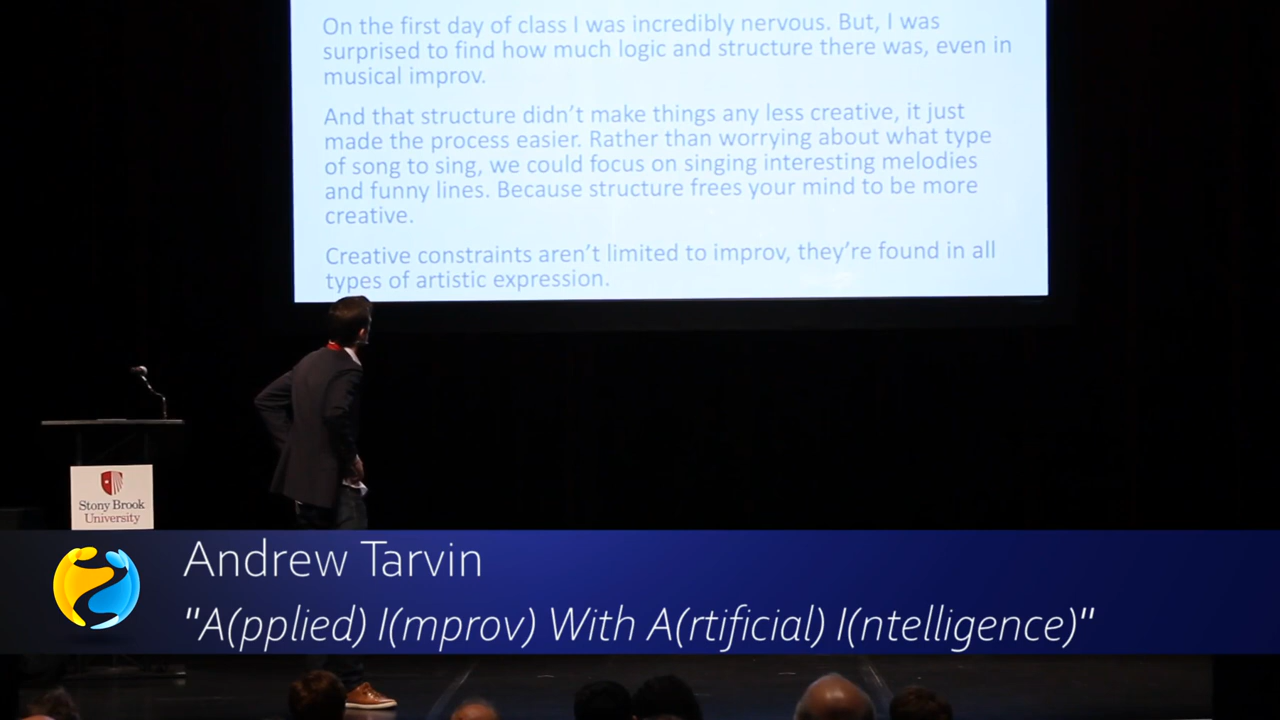 On the first day of class I was incredibly nervous. But, I was
surprised to find how much logic and structure there was, even in
musical improv.
And that structure didn't make things any less creative, it just
made the process easier. Rather than worrying about what type
of song to sing, we could focus on singing interesting melodies
and funny lines. Because structure frees your mind to be more
creative.
Creative constraints aren't limited to improv, they're found in all
types of artistic expression.
Stony Brook
University
Andrew Tarvin
"A(pplied) I(mprov) With A(rtificial) I(ntelligence)"